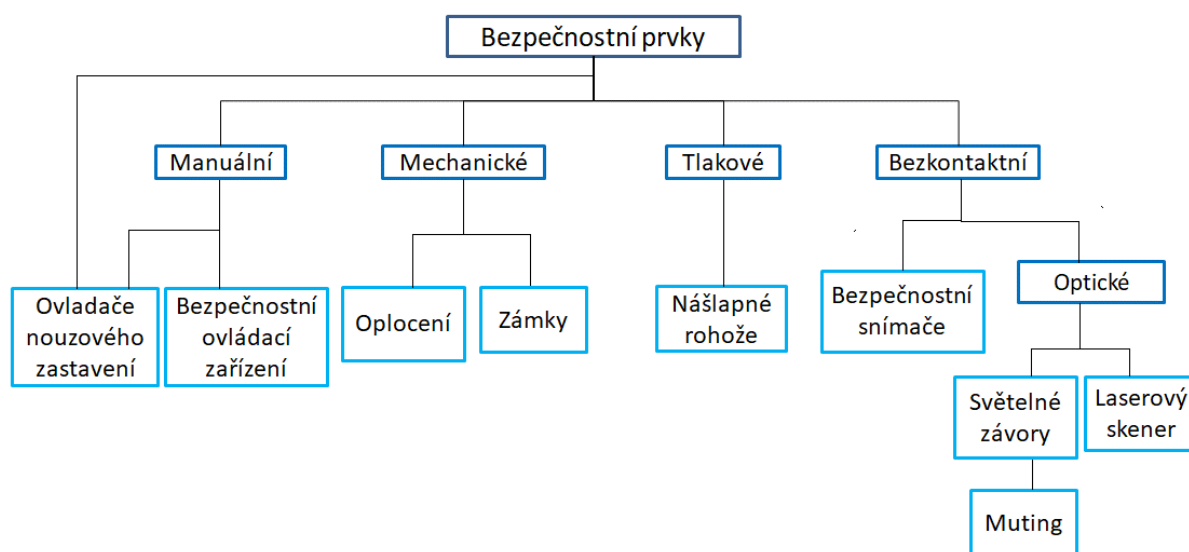 Bezpečnostní prvky
Manuální
Mechanické
Tlakové
Bezkontaktní
Ovladače
nouzového
zastavení
Bezpečnostní
ovládací
zařízení
Oplocení
Zámky
Nášlapné
rohože
Bezpečnostní
snímače
Optické
Světelné
závory
Laserový
skener
Muting